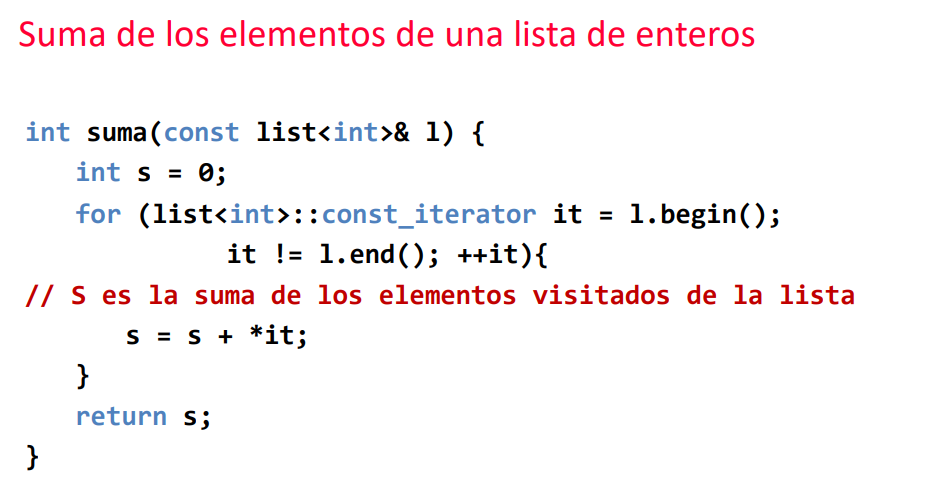 Suma de los elementos de una lista de enteros
int suma(const list<int>& l) {
int s = 0;
for (list<int>::const_iterator it = l.begin();
it != l.end(); ++it){
// S es la suma de los elementos visitados de la lista
s = s + *it;
}
return s;
}